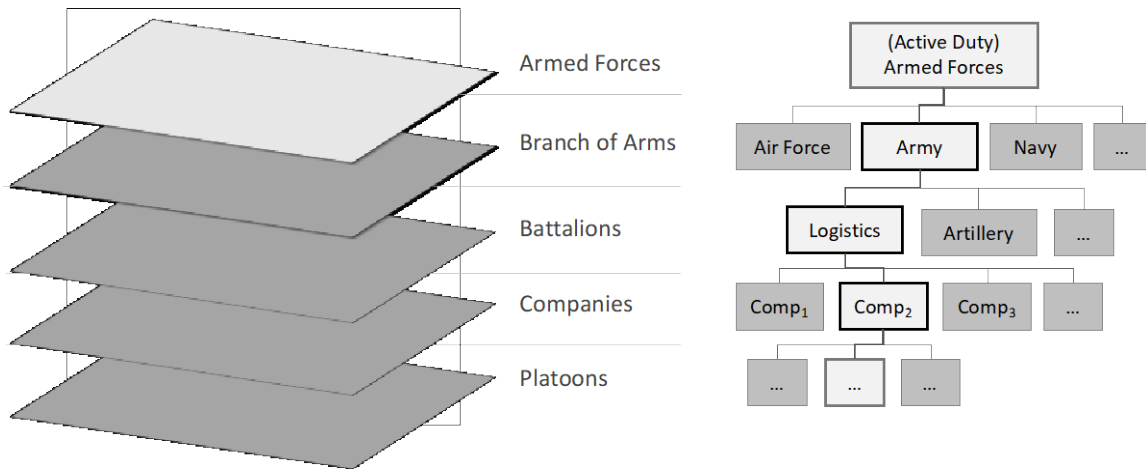 Armed Forces
Branch of Arms
Battalions
Companies
Platoons
(Active Duty)
Armed Forces
Air Force Army Navy ...
Logistics Artillery ...
Comp₁ Comp₂ Comp₃ ...
... ... ...